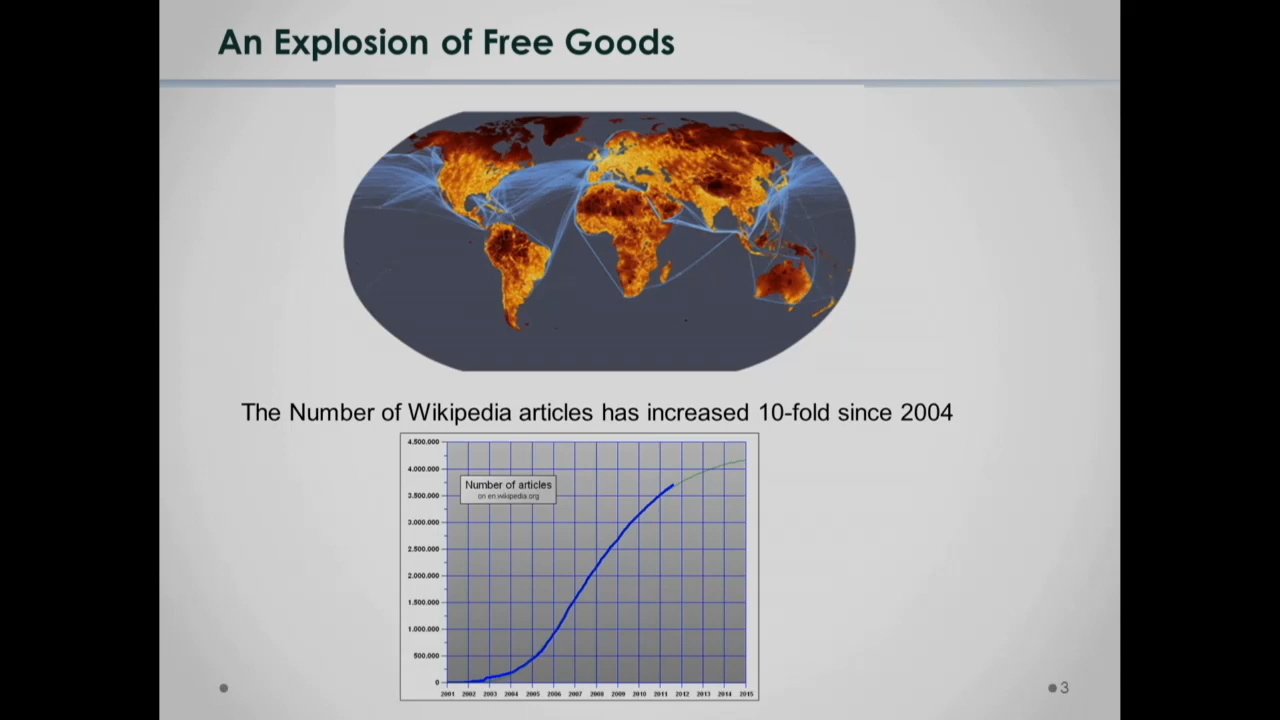 An Explosion of Free Goods
The Number of Wikipedia articles has increased 10-fold since 2004
4.500.000
4.000.000
3.500.000
3.000.000
2.500.000
2.000.000
1.500.000
1.000.000
500.000
0
Number of articles
on en.wikipedia.org
2001 2002 2003 2004 2005 2006 2007 2008 2009 2010 2011 2012 2013 2014 2015
3